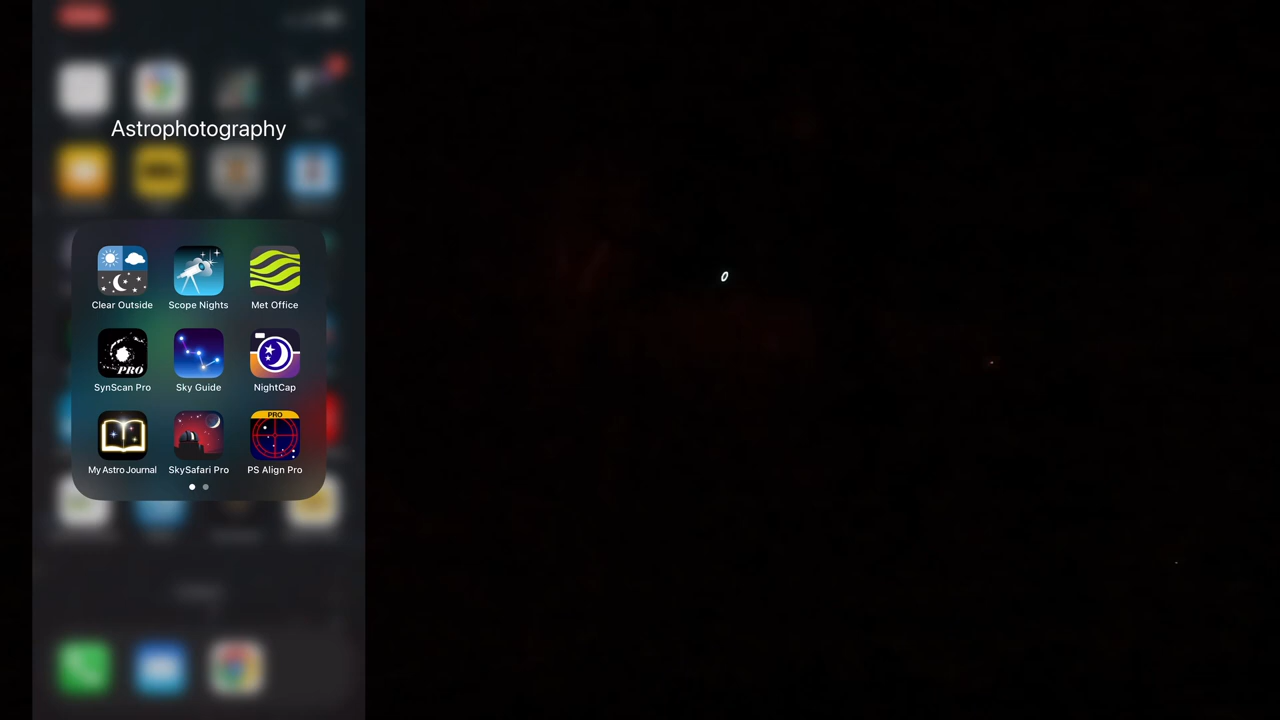 Astrophotography
Clear Outside Scope Nights Met Office
PRO
SynScan Pro Sky Guide NightCap
PRO
My Astro Journal SkySafari Pro PS Align Pro